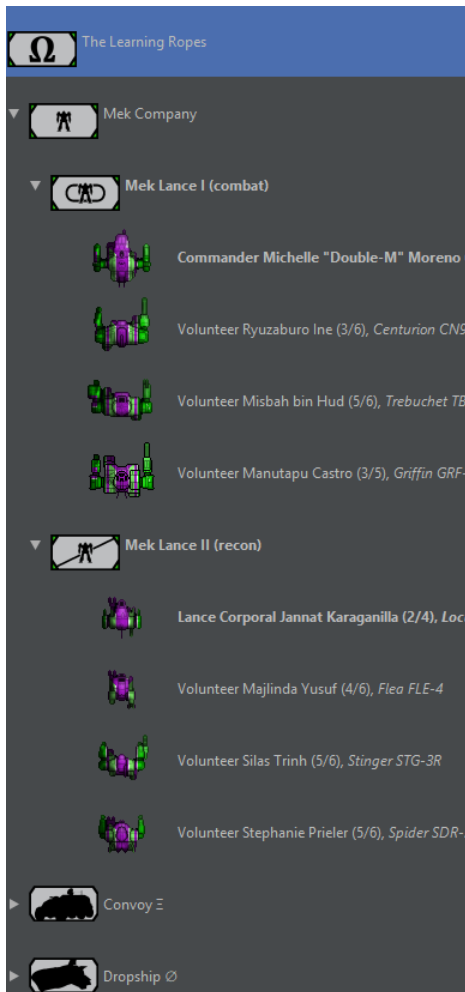 Ω The Learning Ropes
Mek Company
Mek Lance I (combat)
Commander Michelle "Double-M" Moreno
Volunteer Ryuzaburo Ine (3/6), Centurion CN9
Volunteer Misbah bin Hud (5/6), Trebuchet TB
Volunteer Manutapu Castro (3/5), Griffin GRF-
Mek Lance II (recon)
Lance Corporal Jannat Karaganilla (2/4), Loc
Volunteer Majlinda Yusuf (4/6), Flea FLE-4
Volunteer Silas Trinh (5/6), Stinger STG-3R
Volunteer Stephanie Prieler (5/6), Spider SDR-
Convoy Ξ
Dropship ∅